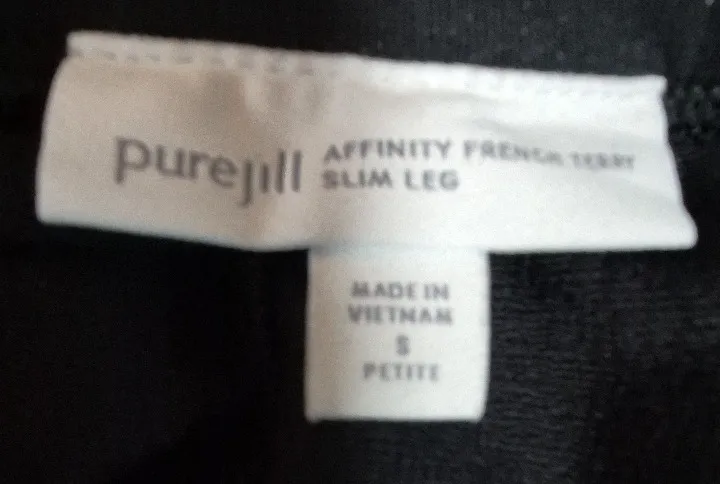 purejill
AFFINITY FRENCH TERRY
SLIM LEG
MADE IN
VIETNAM
S
PETITE